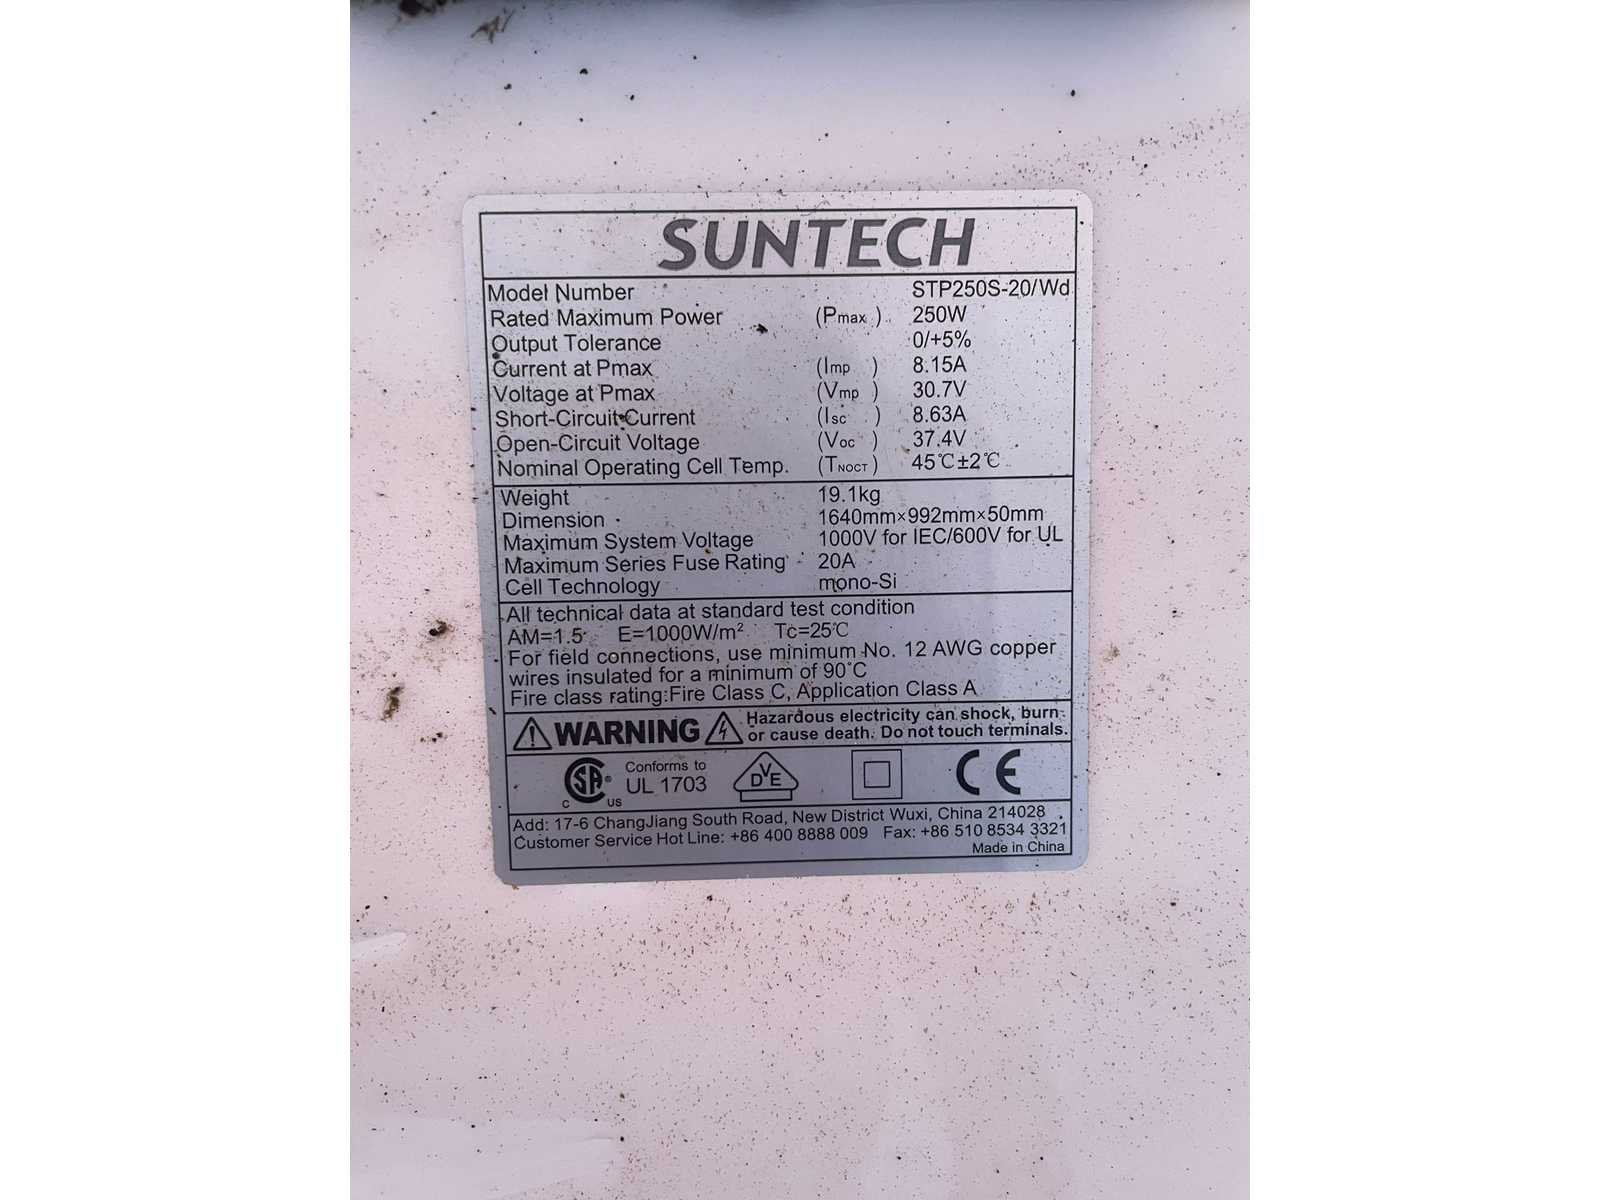 SUNTECH
Model Number STP250S-20/Wd
Rated Maximum Power (Pmax) 250W
Output Tolerance 0/+5%
Current at Pmax (Imp) 8.15A
Voltage at Pmax (Vmp) 30.7V
Short-Circuit Current (Isc) 8.63A
Open-Circuit Voltage (Voc) 37.4V
Nominal Operating Cell Temp. (TNOCT) 45℃±2℃
Weight 19.1kg
Dimension 1640mm×992mm×50mm
Maximum System Voltage 1000V for IEC/600V for UL
Maximum Series Fuse Rating 20A
Cell Technology mono-Si
All technical data at standard test condition
AM=1.5 E=1000W/m² Tc=25℃
For field connections, use minimum No. 12 AWG copper
wires insulated for a minimum of 90℃
Fire class rating:Fire Class C, Application Class A
WARNING Hazardous electricity can shock, burn
or cause death. Do not touch terminals.
C SA ® US Conforms to UL 1703 DVE CE
Add: 17-6 ChangJiang South Road, New District Wuxi, China 214028
Customer Service Hot Line: +86 400 8888 009 Fax: +86 510 8534 3321
Made in China